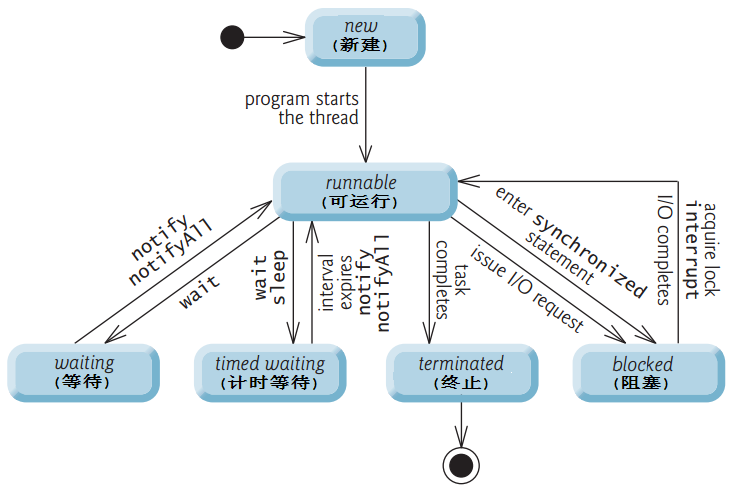 new
(新建)
program starts
the thread
runnable
(可运行)
notify
notifyAll
wait
wait
sleep
interval
expires
notify
notifyAll
task
completes
enter synchronized
statement
issue I/O request
acquire lock
interrupt
I/O completes
waiting
(等待)
timed waiting
(计时等待)
terminated
(终止)
blocked
(阻塞)